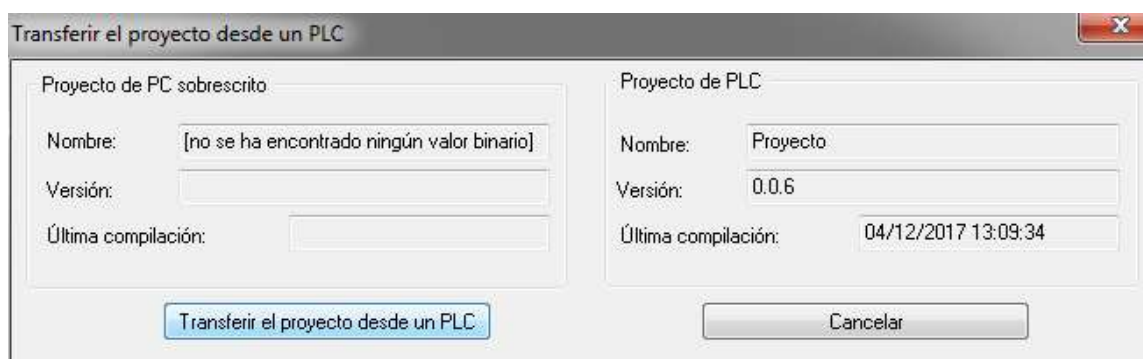 Transferir el proyecto desde un PLC
Proyecto de PC sobrescrito
Nombre: [no se ha encontrado ningún valor binario]
Versión:
Última compilación:
Transferir el proyecto desde un PLC
Proyecto de PLC
Nombre: Proyecto
Versión: 0.0.6
Última compilación: 04/12/2017 13:09:34
Cancelar